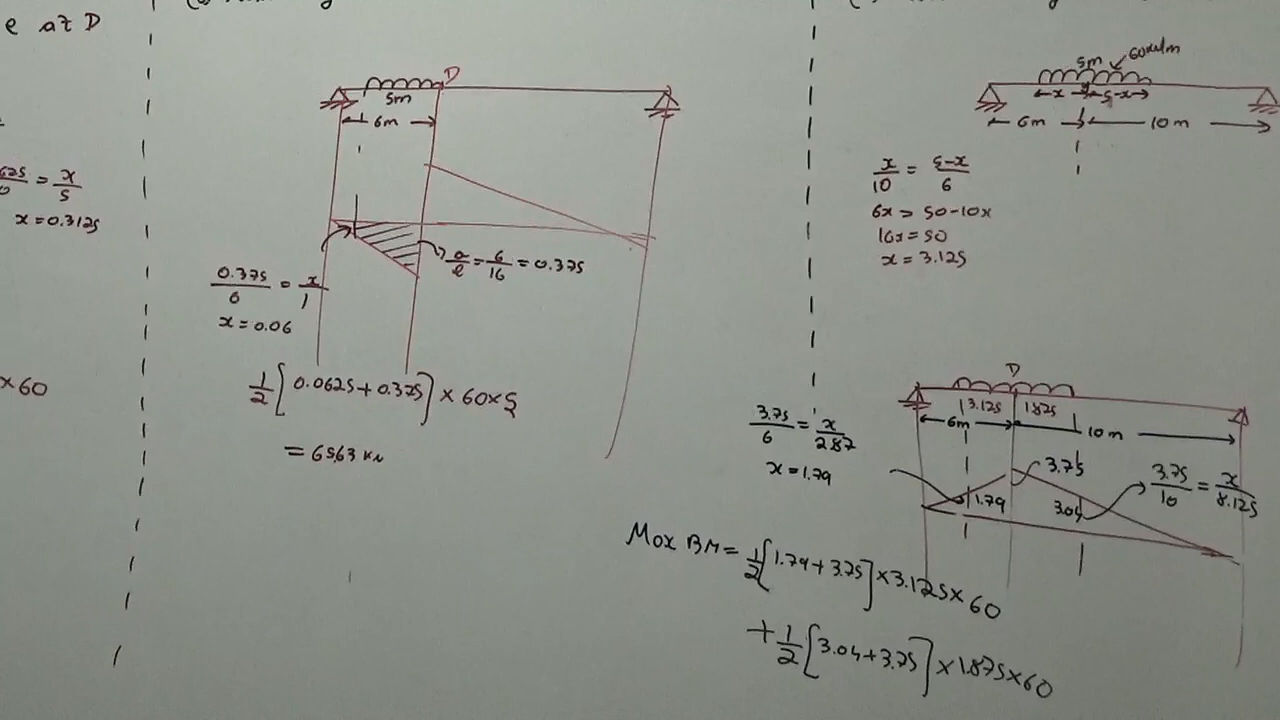 e at D
625 = x/5
x = 0.3125
×60
D
5m
6m
a/l = 6/16 = 0.375
0.375/6 = x/1
x = 0.06
1/2 [0.0625 + 0.375] × 60 × 5
= 65.63 KN
5m
60KN/m
x
5-x
6m
10m
x/10 = 5-x/6
6x = 50 - 10x
16x = 50
x = 3.125
D
3.125
1.825
6m
10m
3.75/6 = x/2.87
x = 1.79
3.75
1.79
3.04
3.75/10 = x/8.125
Max BM = 1/2 [1.79 + 3.75] × 3.125 × 60
+ 1/2 [3.04 + 3.75] × 1.875 × 60